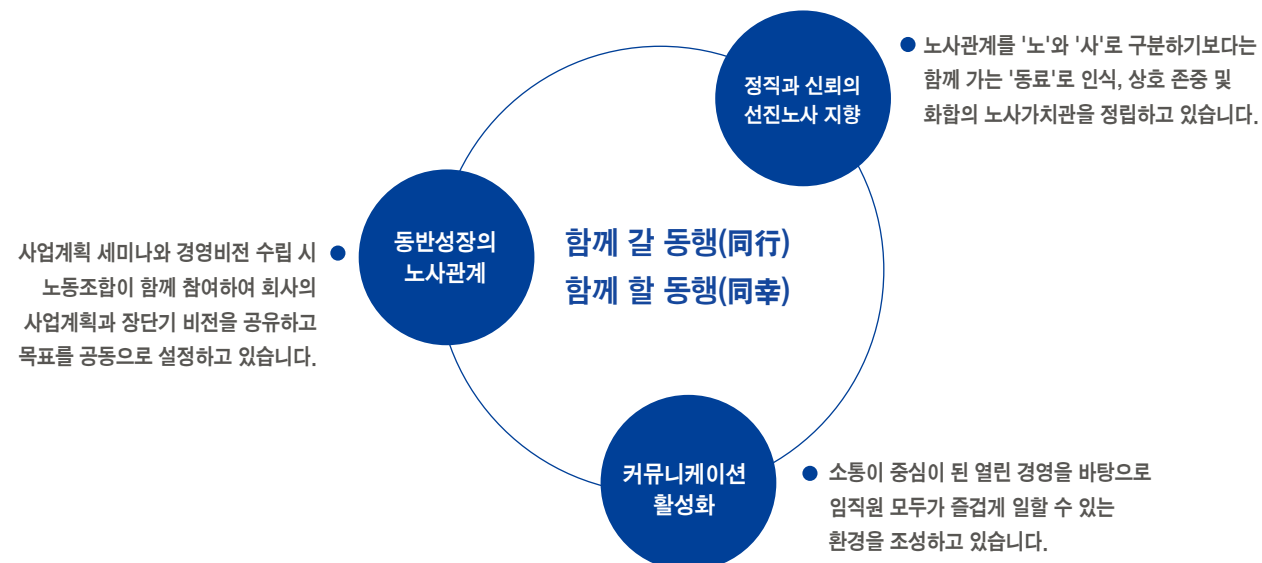 정직과 신뢰의
선진노사 지향
노사관계를 '노'와 '사'로 구분하기보다는
함께 가는 '동료'로 인식, 상호 존중 및
화합의 노사가치관을 정립하고 있습니다.
동반성장의
노사관계
사업계획 세미나와 경영비전 수립 시
노동조합이 함께 참여하여 회사의
사업계획과 장단기 비전을 공유하고
목표를 공동으로 설정하고 있습니다.
함께 갈 동행(同行)
함께 할 동행(同幸)
커뮤니케이션
활성화
소통이 중심이 된 열린 경영을 바탕으로
임직원 모두가 즐겁게 일할 수 있는
환경을 조성하고 있습니다.